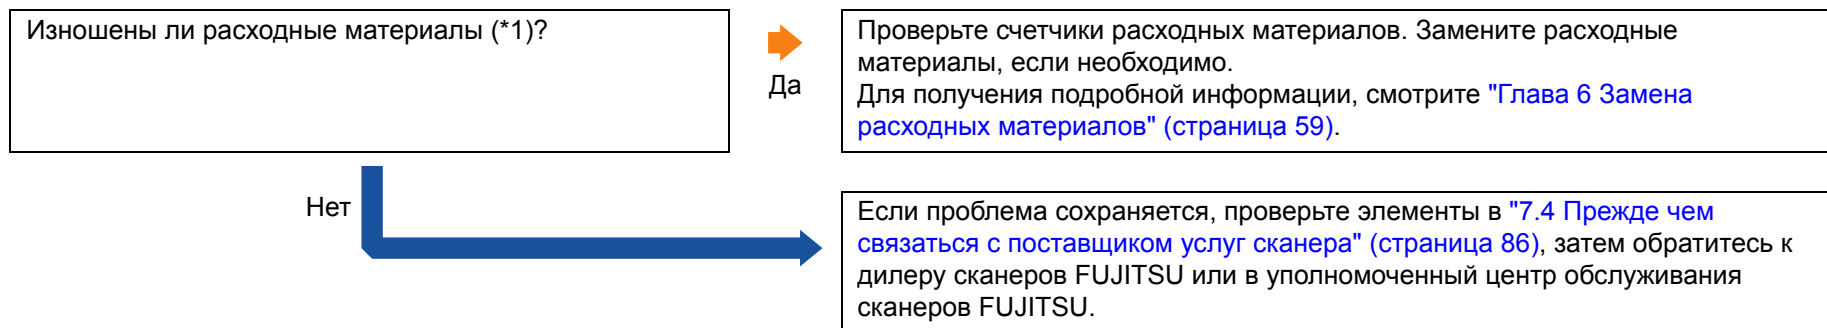 Изношены ли расходные материалы (*1)?
Да
Проверьте счетчики расходных материалов. Замените расходные
материалы, если необходимо.
Для получения подробной информации, смотрите "Глава 6 Замена
расходных материалов" (страница 59).
Нет
Если проблема сохраняется, проверьте элементы в "7.4 Прежде чем
связаться с поставщиком услуг сканера" (страница 86), затем обратитесь к
дилеру сканеров FUJITSU или в уполномоченный центр обслуживания
сканеров FUJITSU.